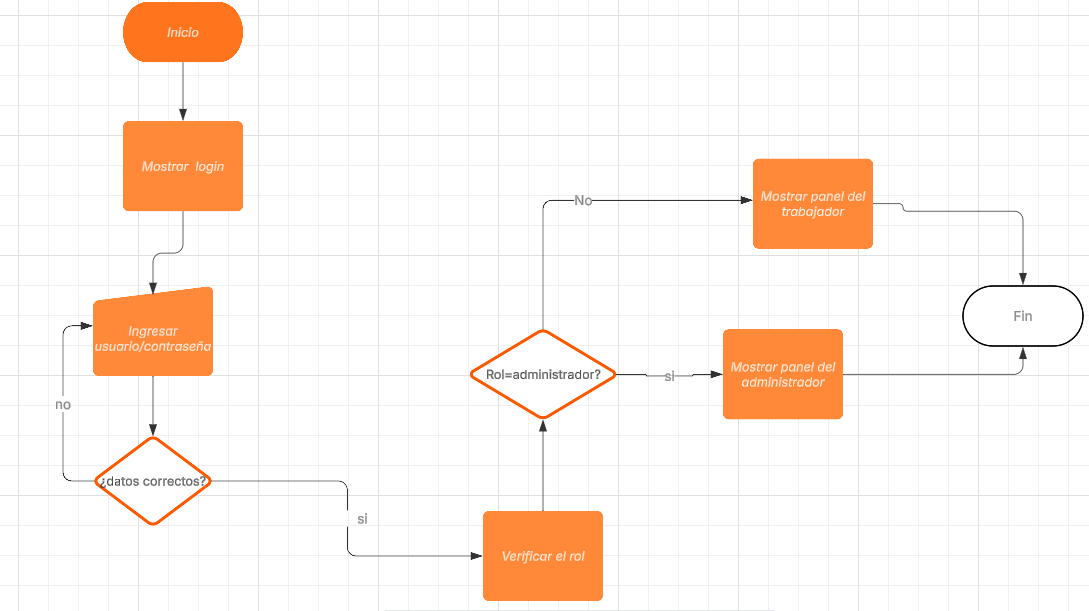 Inicio
Mostrar login
Ingresar
usuario/contraseña
no
¿datos correctos?
si
Verificar el rol
Rol=administrador?
No
Mostrar panel del
trabajador
si
Mostrar panel del
administrador
Fin